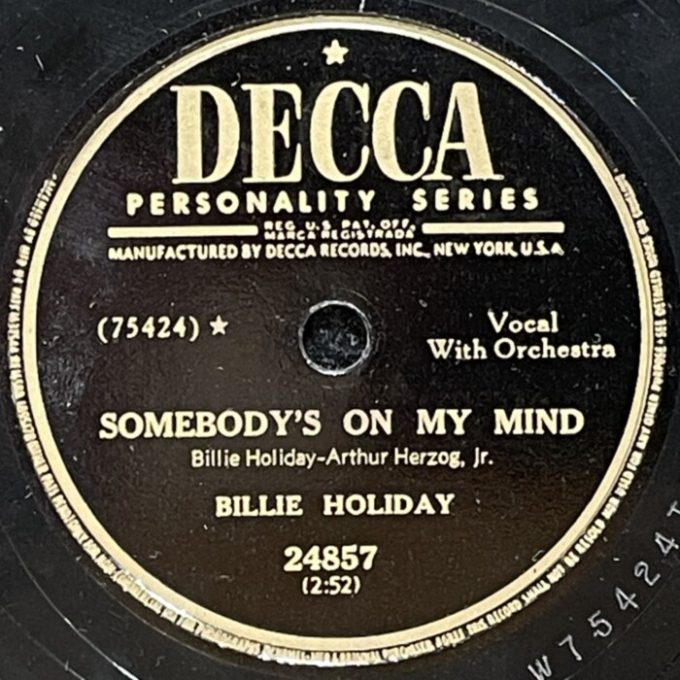 DECCA
PERSONALITY SERIES
REG. U.S. PAT. OFF.
MARCA REGISTRADA
MANUFACTURED BY DECCA RECORDS, INC., NEW YORK, U.S.A
(75424) ★
Vocal
With Orchestra
SOMEBODY'S ON MY MIND
Billie Holiday-Arthur Herzog, Jr.
BILLIE HOLIDAY
24857
(2:52)
W 75424